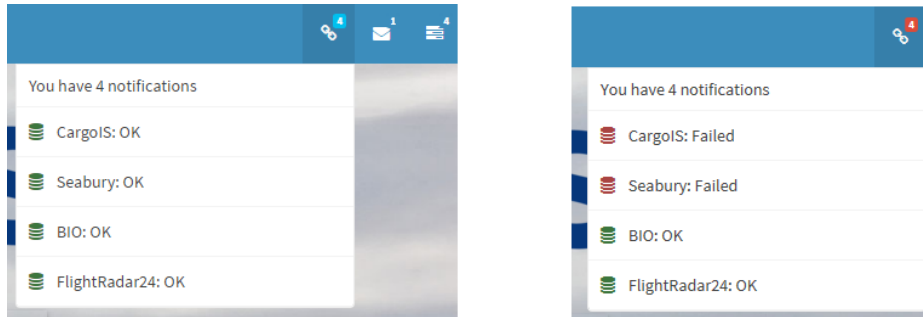 4 1 4
You have 4 notifications
CargoIS: OK
Seabury: OK
BIO: OK
FlightRadar24: OK
4
You have 4 notifications
CargoIS: Failed
Seabury: Failed
BIO: OK
FlightRadar24: OK